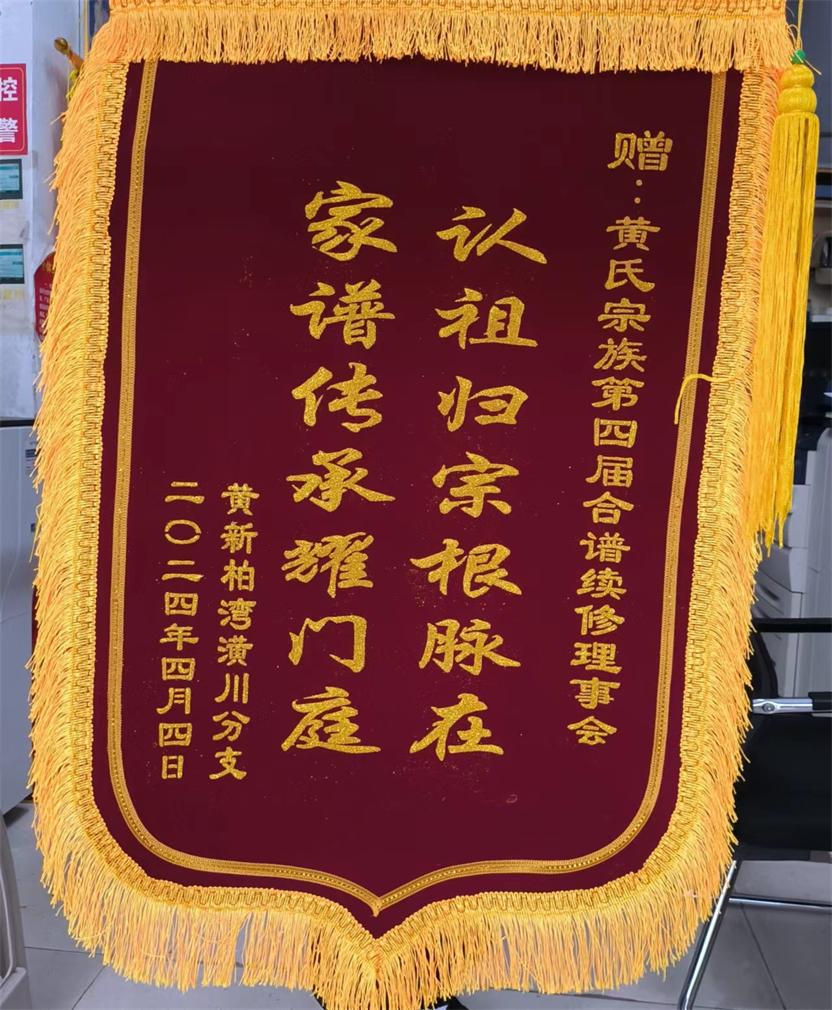 赠：黄氏宗族第四届合谱续修理事会
认祖归宗根脉在
家谱传承耀门庭
黄新柏湾潢川分支
二〇二四年四月四日
控
警